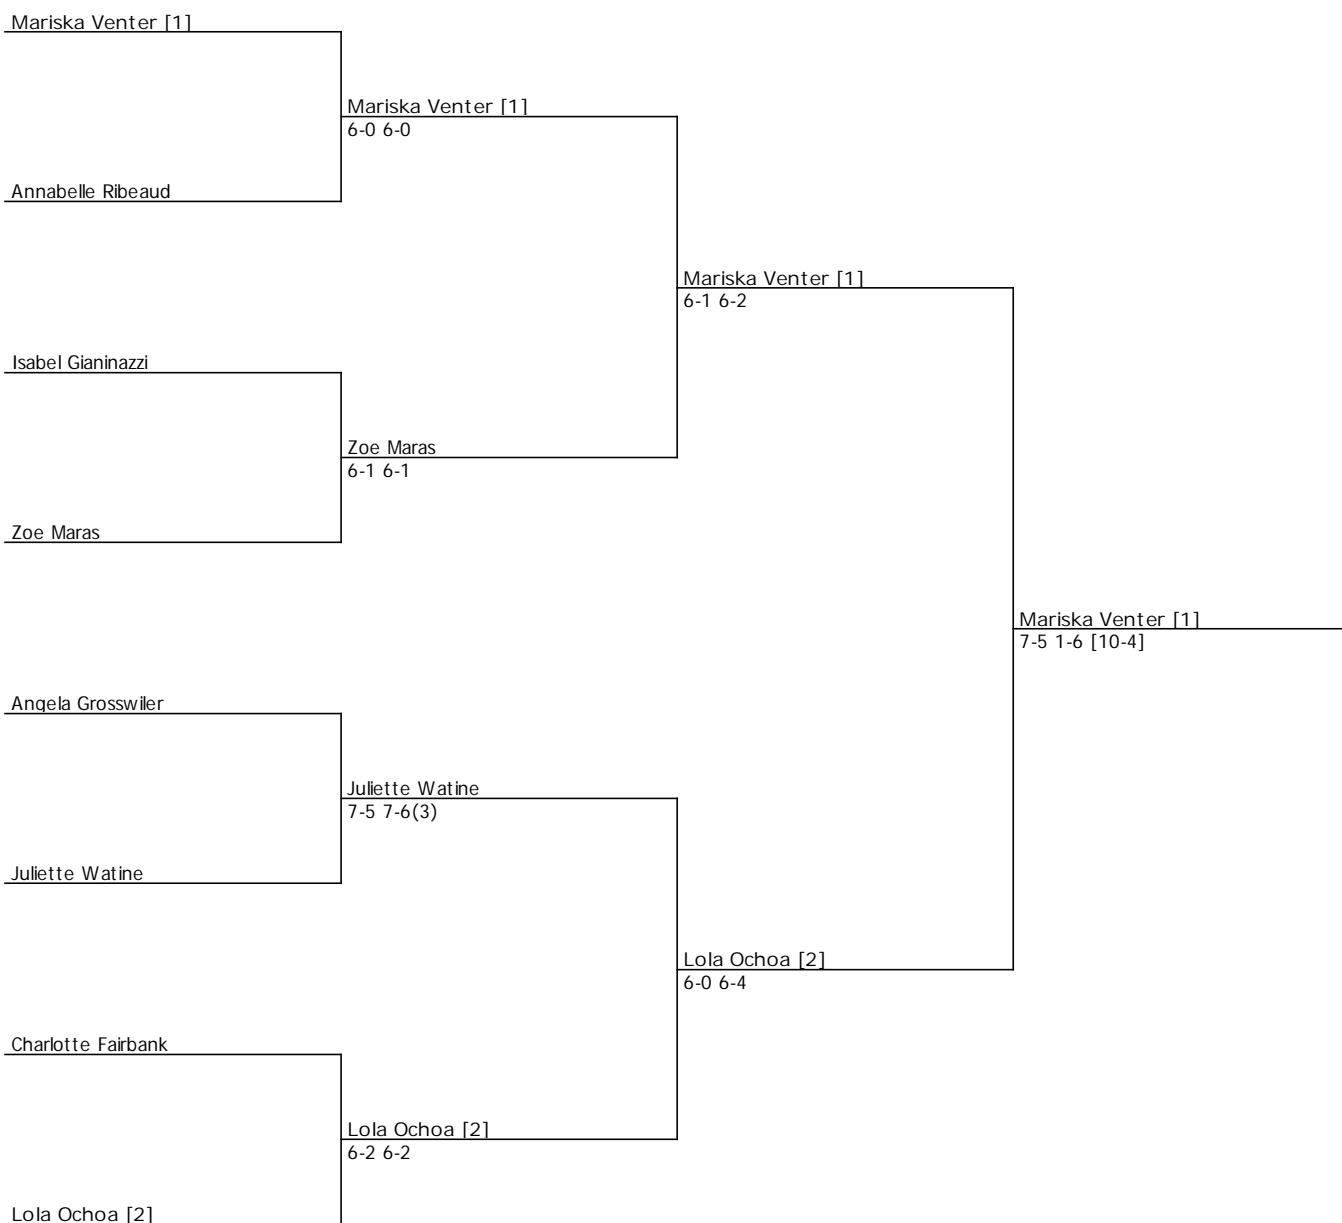 Mariska Venter [1]
Mariska Venter [1]
6-0 6-0
Annabelle Ribeaud
Mariska Venter [1]
6-1 6-2
Isabel Gianinazzi
Zoe Maras
6-1 6-1
Zoe Maras
Mariska Venter [1]
7-5 1-6 [10-4]
Angela Grosswiler
Juliette Watine
7-5 7-6(3)
Juliette Watine
Lola Ochoa [2]
6-0 6-4
Charlotte Fairbank
Lola Ochoa [2]
6-2 6-2
Lola Ochoa [2]